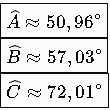 Â ≈ 50,96°
B̂ ≈ 57,03°
Ĉ ≈ 72,01°